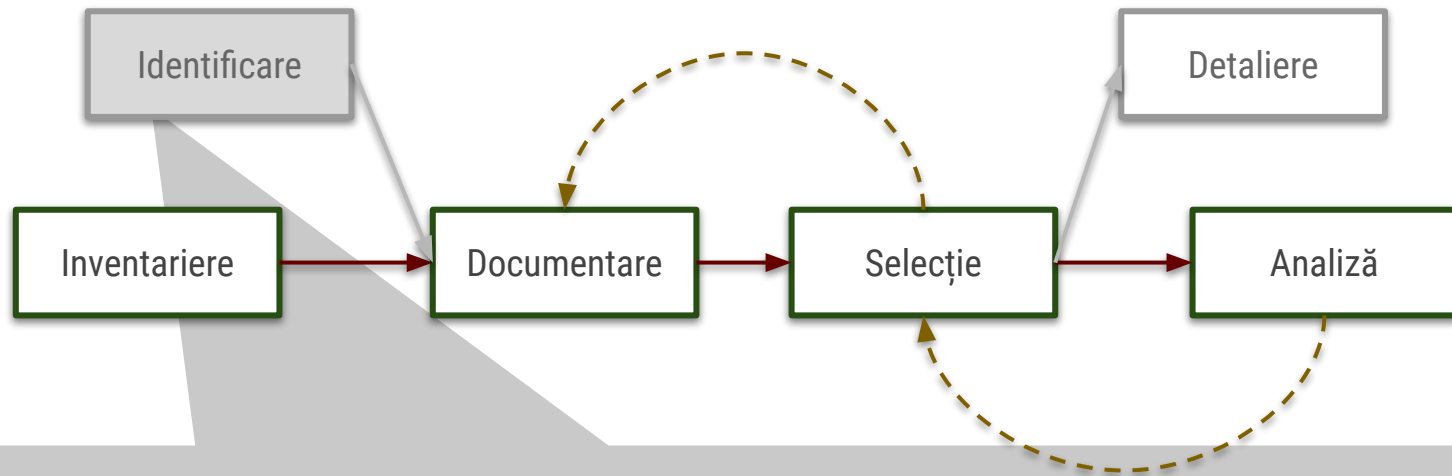 Identificare
Detaliere
Inventariere
Documentare
Selecție
Analiză